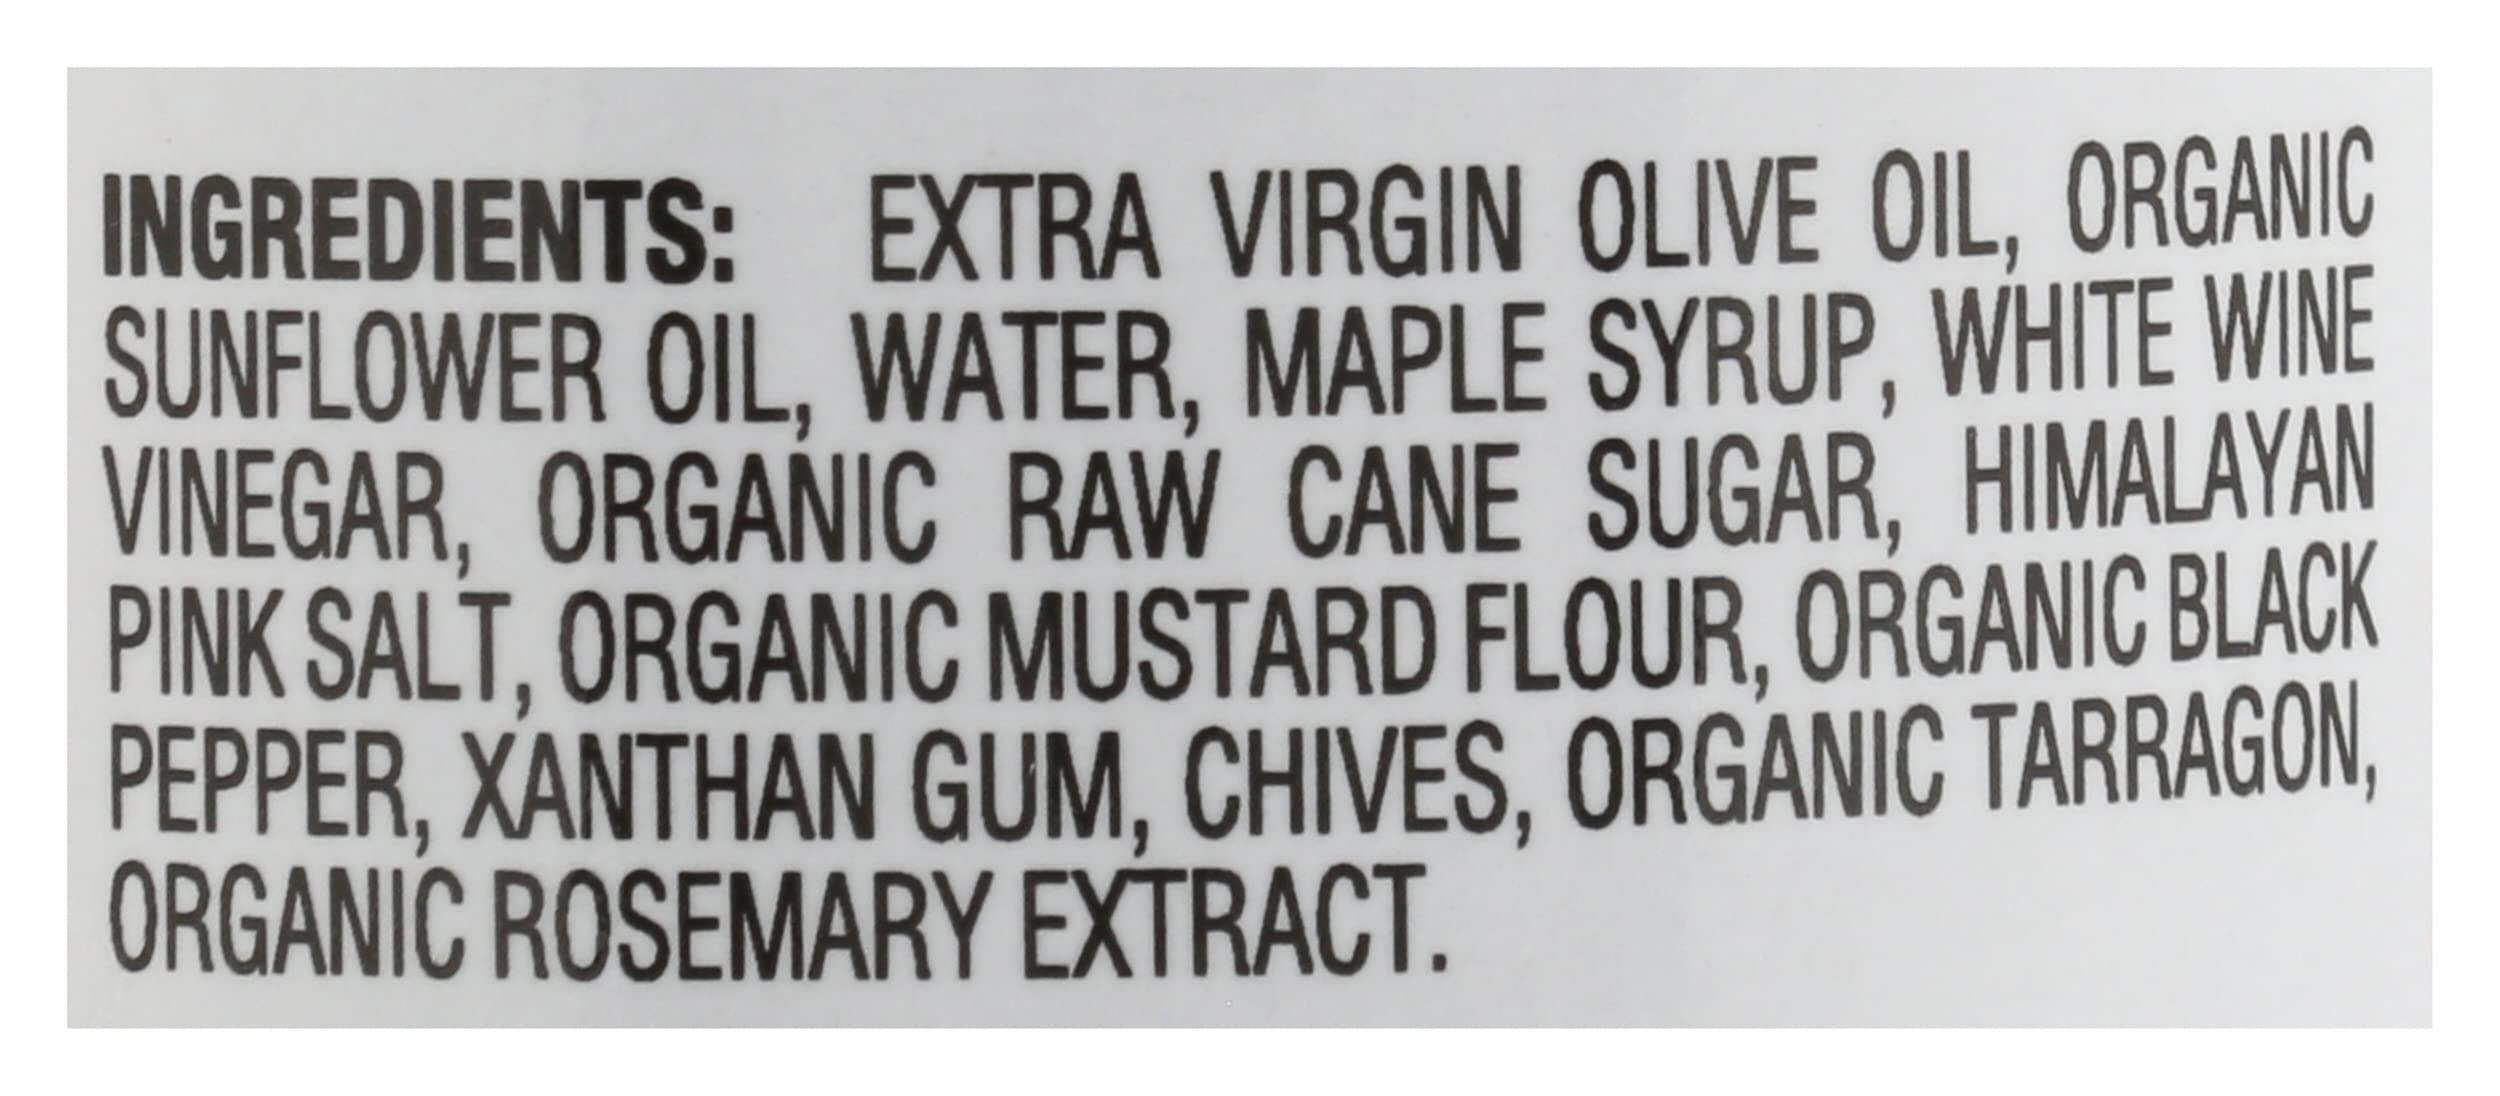 INGREDIENTS: EXTRA VIRGIN OLIVE OIL, ORGANIC
SUNFLOWER OIL, WATER, MAPLE SYRUP, WHITE WINE
VINEGAR, ORGANIC RAW CANE SUGAR, HIMALAYAN
PINK SALT, ORGANIC MUSTARD FLOUR, ORGANIC BLACK
PEPPER, XANTHAN GUM, CHIVES, ORGANIC TARRAGON,
ORGANIC ROSEMARY EXTRACT.